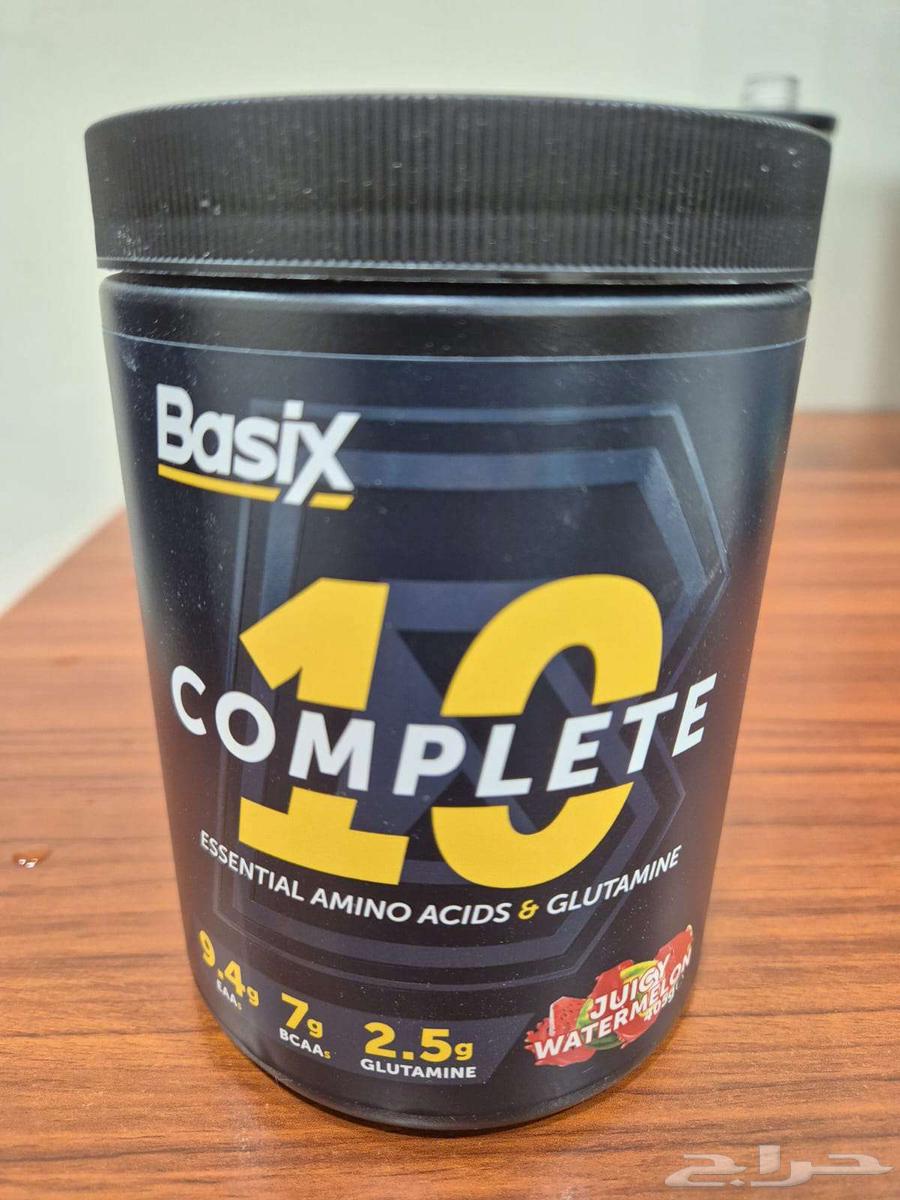 Basix
10
COMPLETE
ESSENTIAL AMINO ACIDS & GLUTAMINE
9.4g
EAAs
7g
BCAAs
2.5g
GLUTAMINE
JUICY
WATERMELON
حراج